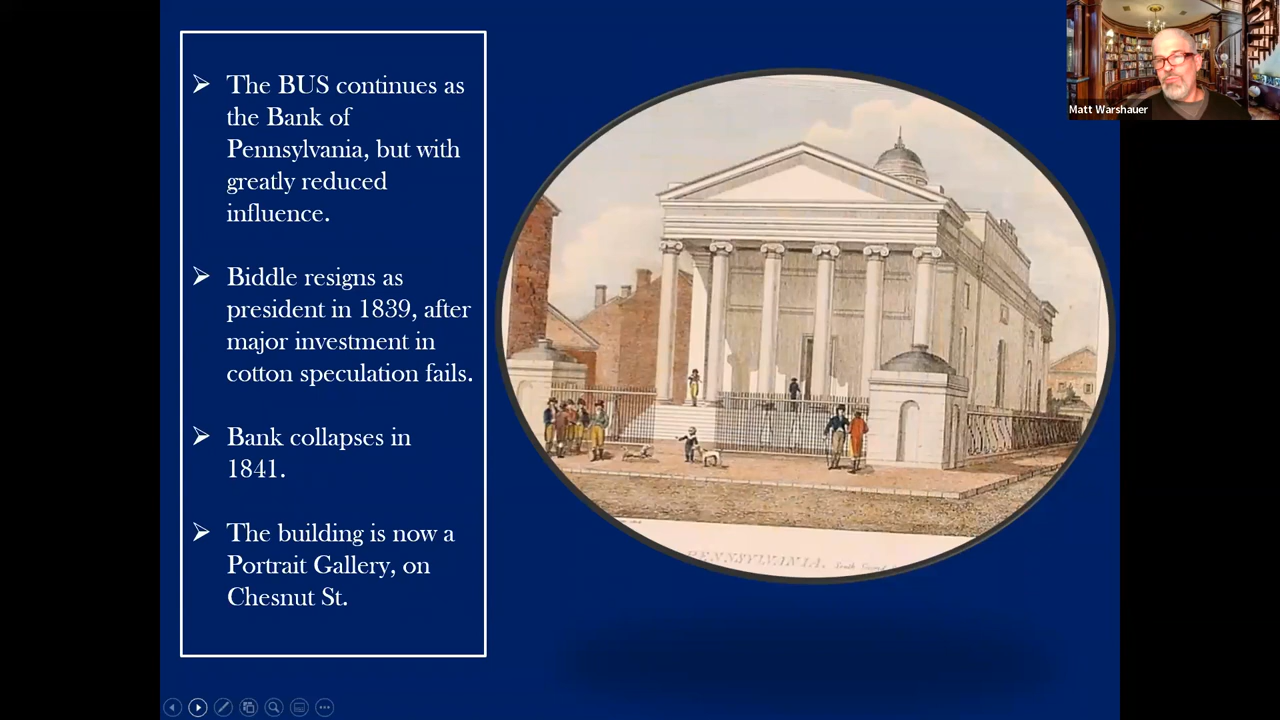 The BUS continues as
the Bank of
Pennsylvania, but with
greatly reduced
influence.
Biddle resigns as
president in 1839, after
major investment in
cotton speculation fails.
Bank collapses in
1841.
The building is now a
Portrait Gallery, on
Chesnut St.
PENNSYLVANIA. South Second
Matt Warshauer